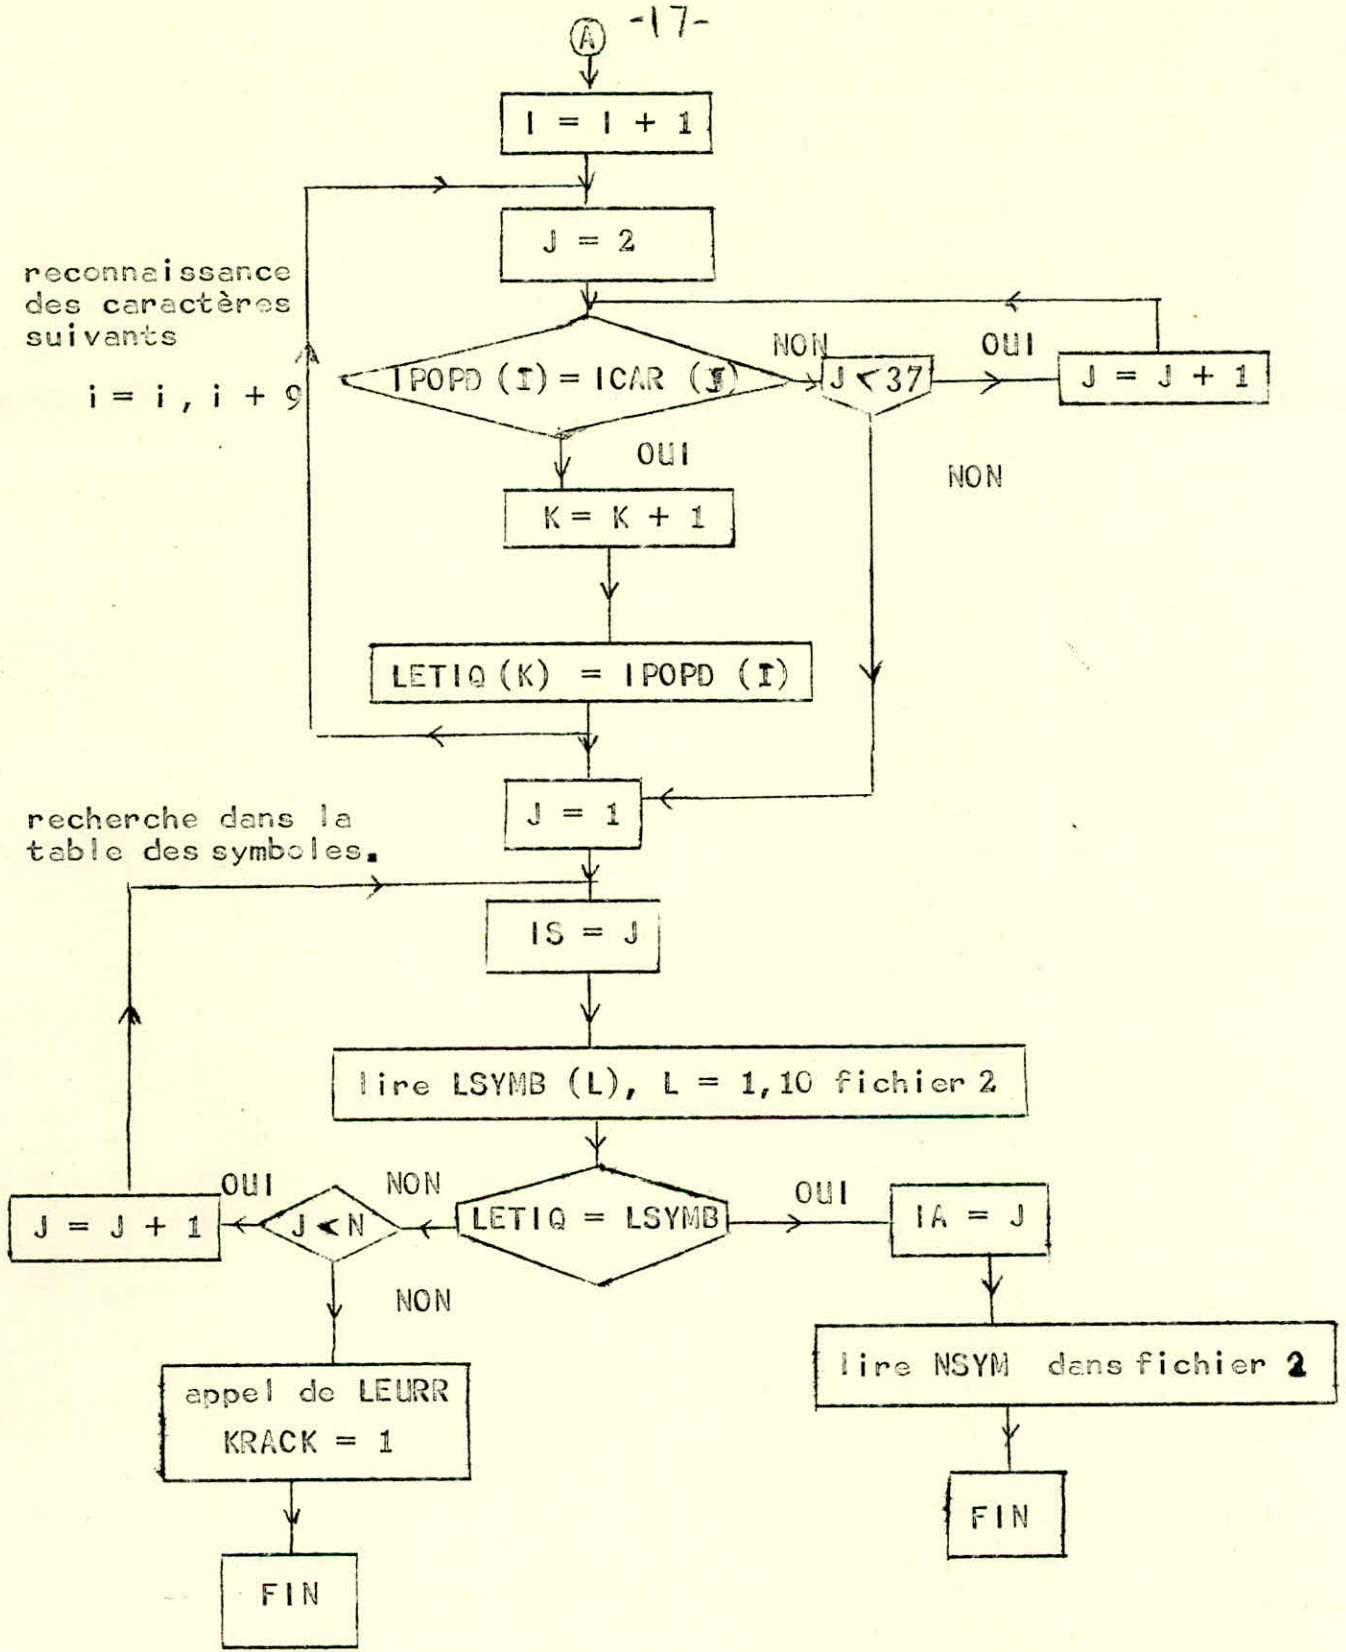 -17-
A
I = I + 1
J = 2
reconnaissance
des caractères
suivants
i = i, i + 9
IPOPD (I) = ICAR (J)
NON
J < 37
OUI
J = J + 1
OUI
NON
K = K + 1
LETIQ (K) = IPOPD (I)
J = 1
recherche dans la
table des symboles.
IS = J
lire LSYMB (L), L = 1,10 fichier 2
J = J + 1
OUI
J < N
NON
LETIQ = LSYMB
OUI
IA = J
NON
lire NSYM dans fichier 2
appel de LEURR
KRACK = 1
FIN
FIN